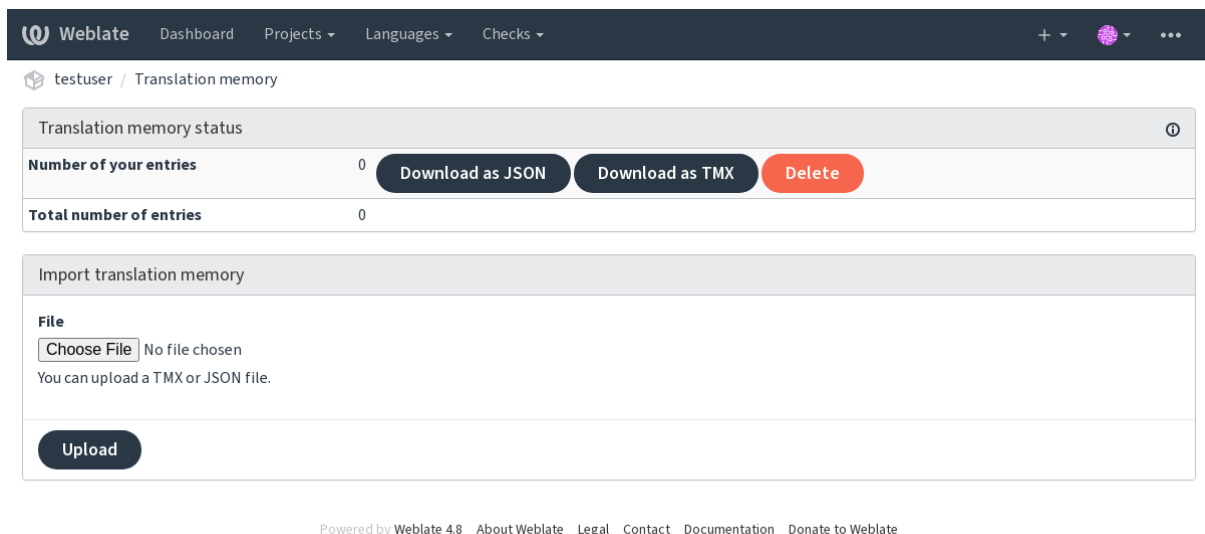 Weblate Dashboard Projects Languages Checks
testuser / Translation memory
Translation memory status
Number of your entries 0 Download as JSON Download as TMX Delete
Total number of entries 0
Import translation memory
File
Choose File No file chosen
You can upload a TMX or JSON file.
Upload
Powered by Weblate 4.8 About Weblate Legal Contact Documentation Donate to Weblate